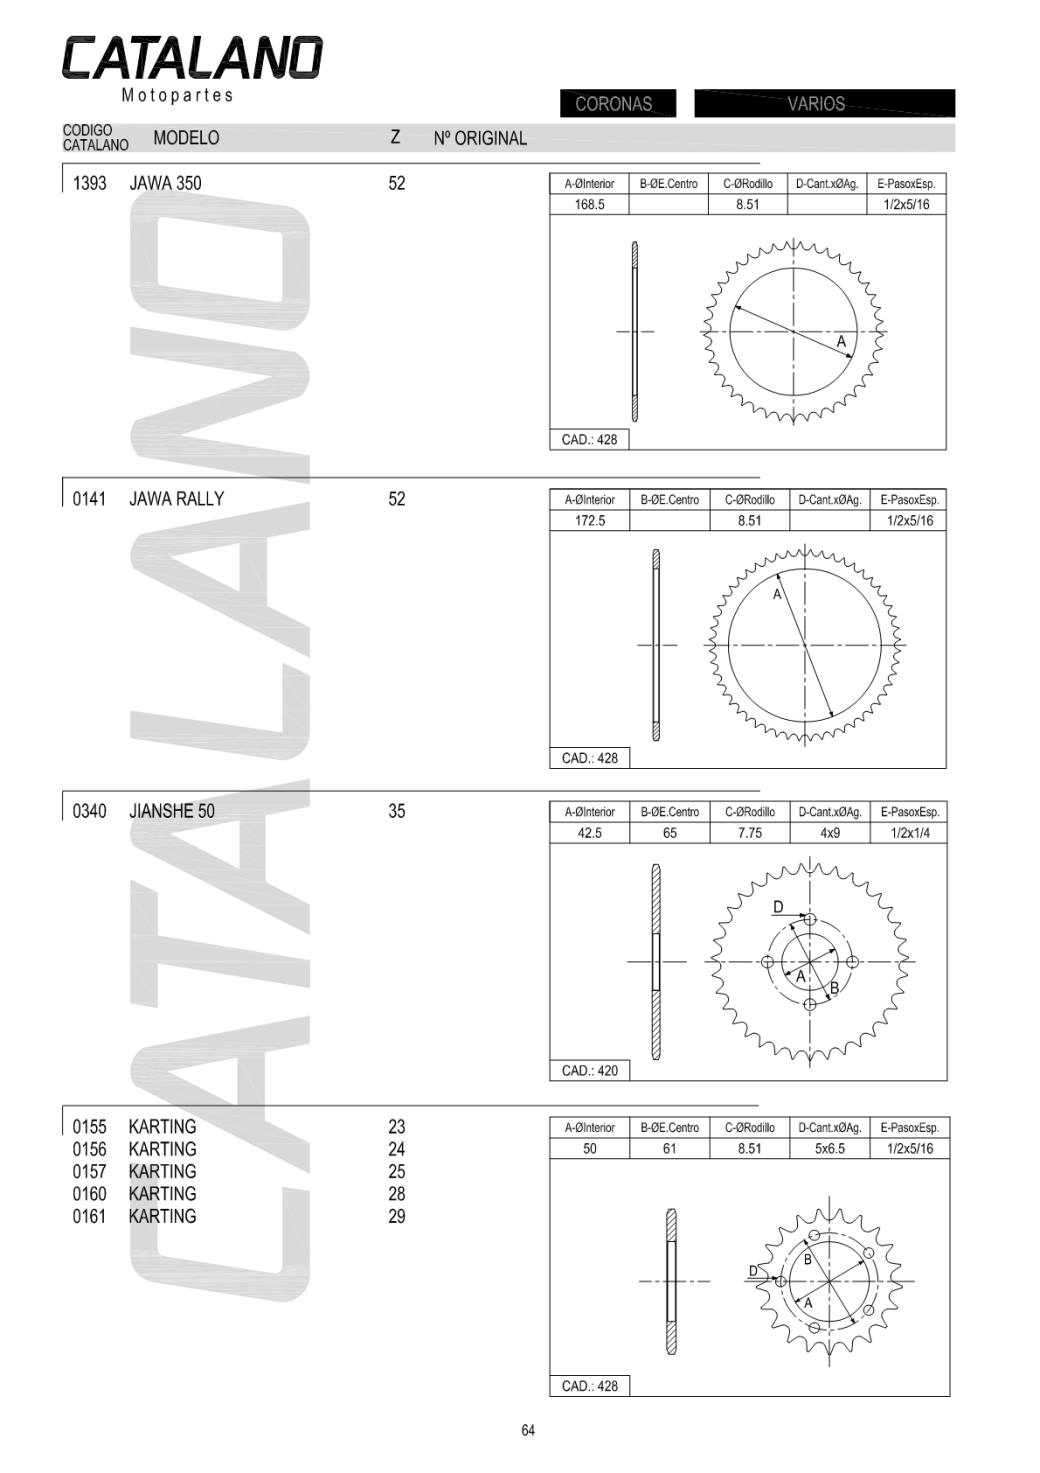 CATALANO
Motopartes
CORONAS VARIOS
CODIGO CATALANO MODELO Z Nº ORIGINAL
1393 JAWA 350 52
A-ØInterior B-ØE.Centro C-ØRodillo D-Cant.xØAg. E-PasoxEsp.
168.5 8.51 1/2x5/16
A
CAD.: 428
0141 JAWA RALLY 52
A-ØInterior B-ØE.Centro C-ØRodillo D-Cant.xØAg. E-PasoxEsp.
172.5 8.51 1/2x5/16
A
CAD.: 428
0340 JIANSHE 50 35
A-ØInterior B-ØE.Centro C-ØRodillo D-Cant.xØAg. E-PasoxEsp.
42.5 65 7.75 4x9 1/2x1/4
D
A
B
CAD.: 420
0155 KARTING 23
0156 KARTING 24
0157 KARTING 25
0160 KARTING 28
0161 KARTING 29
A-ØInterior B-ØE.Centro C-ØRodillo D-Cant.xØAg. E-PasoxEsp.
50 61 8.51 5x6.5 1/2x5/16
B
D
A
CAD.: 428
CATALANO
64